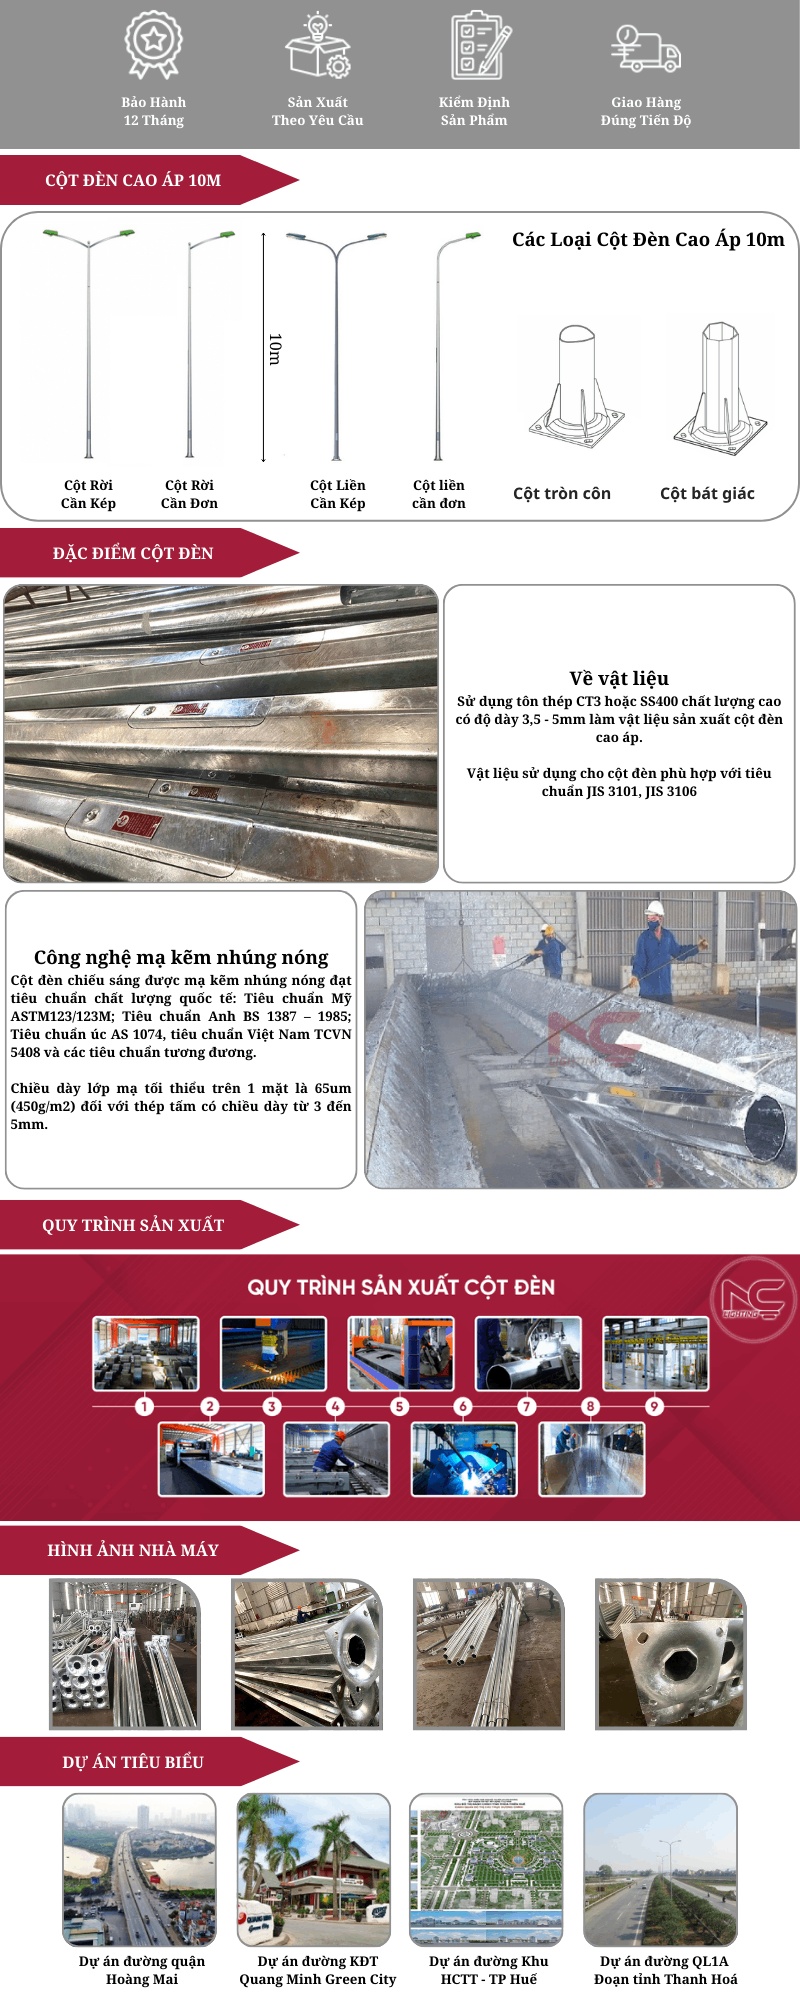 Bảo Hành
12 Tháng
Sản Xuất
Theo Yêu Cầu
Kiểm Định
Sản Phẩm
Giao Hàng
Đúng Tiến Độ
CỘT ĐÈN CAO ÁP 10M
Các Loại Cột Đèn Cao Áp 10m
10m
Cột Rời
Cần Kép
Cột Rời
Cần Đơn
Cột Liền
Cần Kép
Cột liền
cần đơn
Cột tròn côn
Cột bát giác
ĐẶC ĐIỂM CỘT ĐÈN
Về vật liệu
Sử dụng tôn thép CT3 hoặc SS400 chất lượng cao
có độ dày 3,5 - 5mm làm vật liệu sản xuất cột đèn
cao áp.
Vật liệu sử dụng cho cột đèn phù hợp với tiêu
chuẩn JIS 3101, JIS 3106
Công nghệ mạ kẽm nhúng nóng
Cột đèn chiếu sáng được mạ kẽm nhúng nóng đạt
tiêu chuẩn chất lượng quốc tế: Tiêu chuẩn Mỹ
ASTM123/123M; Tiêu chuẩn Anh BS 1387 – 1985;
Tiêu chuẩn úc AS 1074, tiêu chuẩn Việt Nam TCVN
5408 và các tiêu chuẩn tương đương.
Chiều dày lớp mạ tối thiểu trên 1 mặt là 65um
(450g/m2) đối với thép tấm có chiều dày từ 3 đến
5mm.
NC
QUY TRÌNH SẢN XUẤT
QUY TRÌNH SẢN XUẤT CỘT ĐÈN
NC
LIGHTING
1 2 3 4 5 6 7 8 9
HÌNH ẢNH NHÀ MÁY
DỰ ÁN TIÊU BIỂU
QUANG MINH
Green City
Dự án đường quận
Hoàng Mai
Dự án đường KĐT
Quang Minh Green City
Dự án đường Khu
HCTT - TP Huế
Dự án đường QL1A
Đoạn tỉnh Thanh Hoá